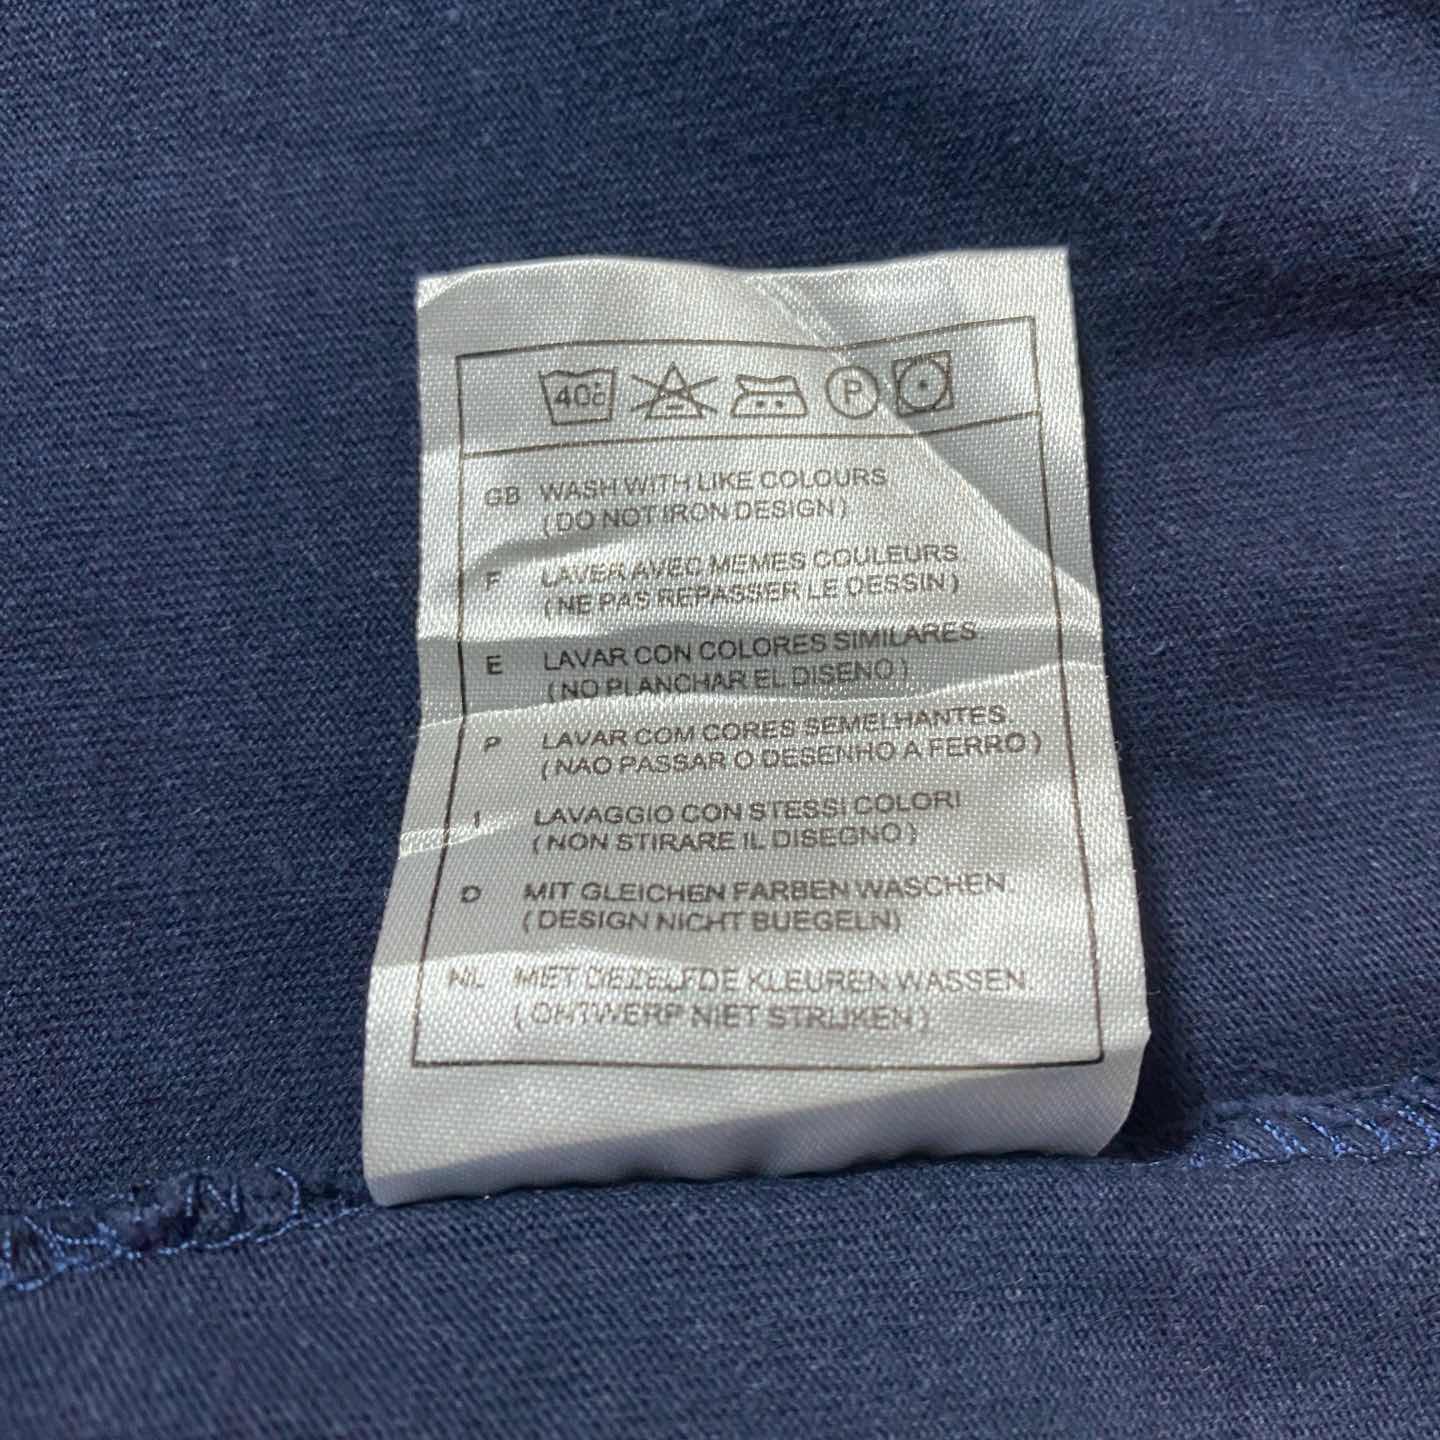 40°C P
GB WASH WITH LIKE COLOURS
(DO NOT IRON DESIGN)
F LAVER AVEC MEMES COULEURS.
(NE PAS REPASSER LE DESSIN)
E LAVAR CON COLORES SIMILARES.
(NO PLANCHAR EL DISENO)
P LAVAR COM CORES SEMELHANTES.
(NAO PASSAR O DESENHO A FERRO)
I LAVAGGIO CON STESSI COLORI
(NON STIRARE IL DISEGNO)
D MIT GLEICHEN FARBEN WASCHEN.
(DESIGN NICHT BUEGELN)
NL MET DEZELFDE KLEUREN WASSEN
(ONTWERP NIET STRIJKEN)